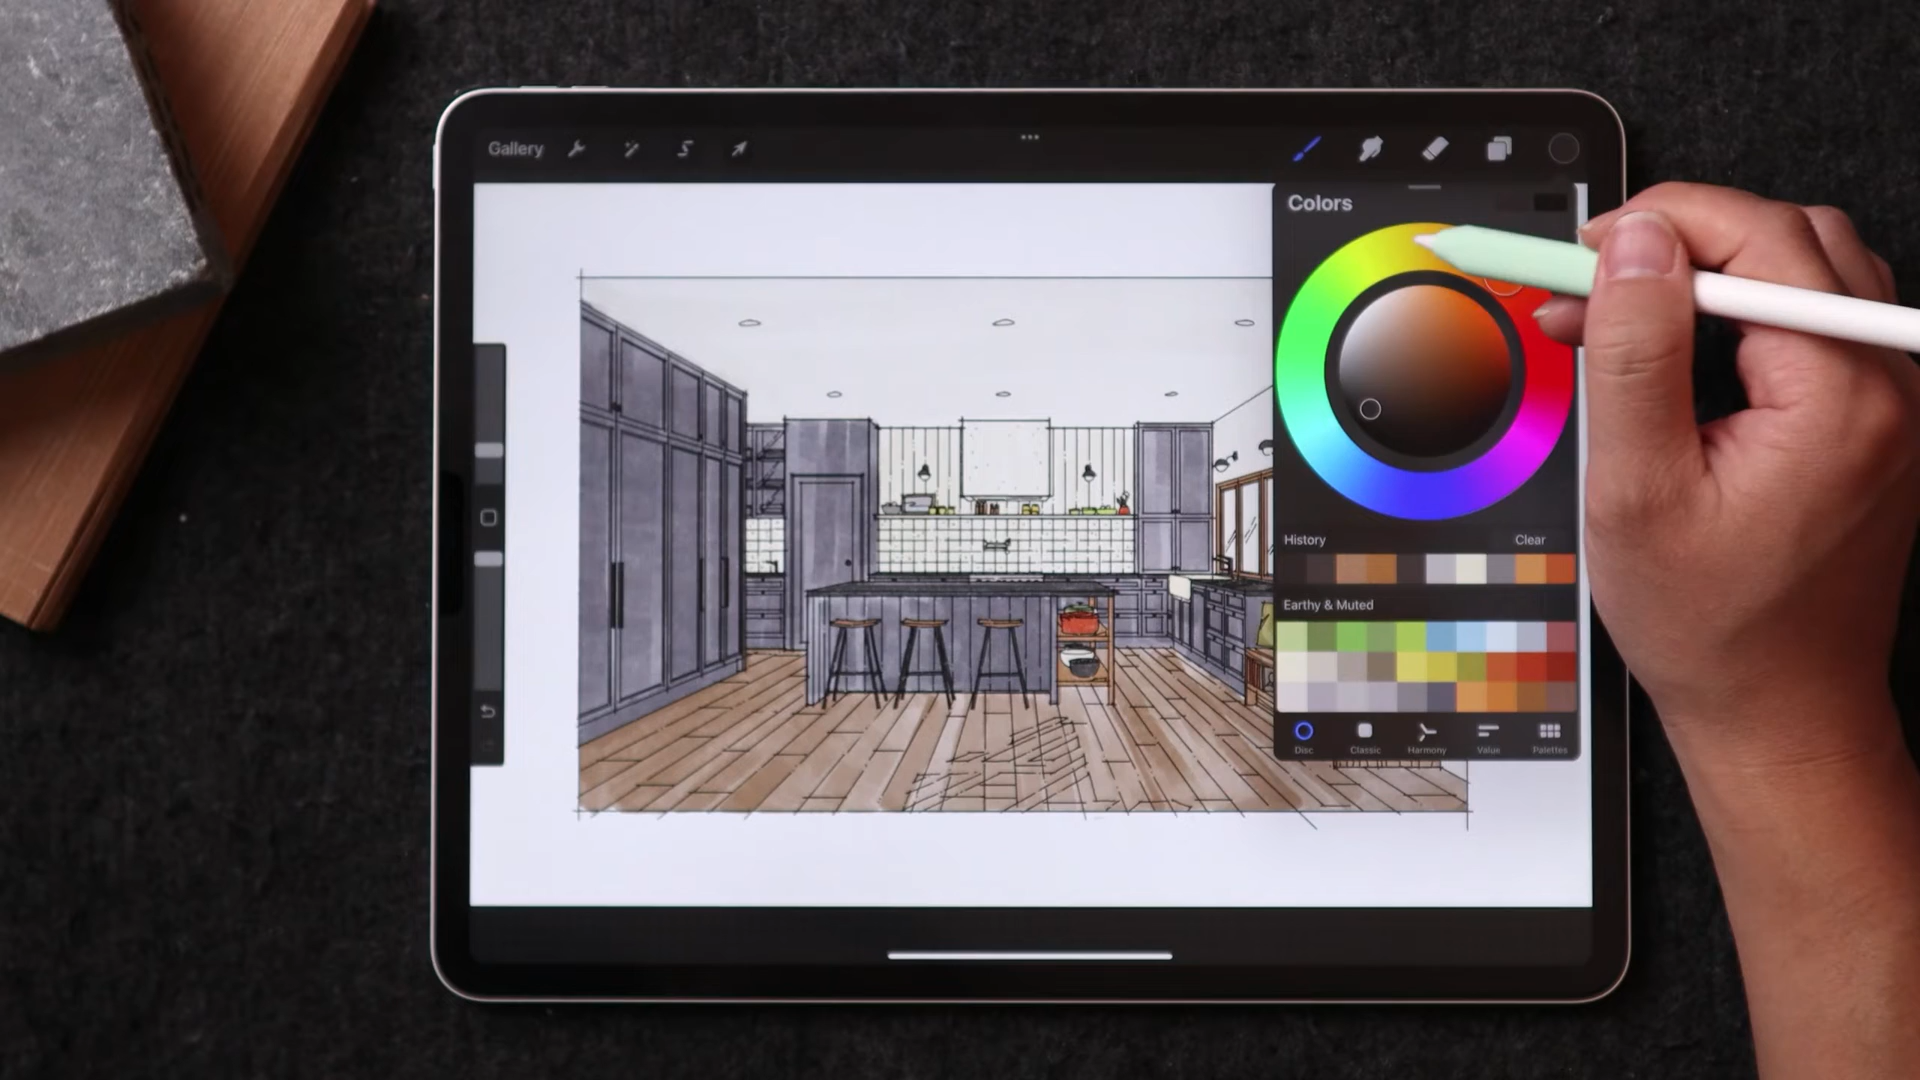 Gallery
Colors
History Clear
Earthy & Muted
Disc Classic Harmony Value Palettes